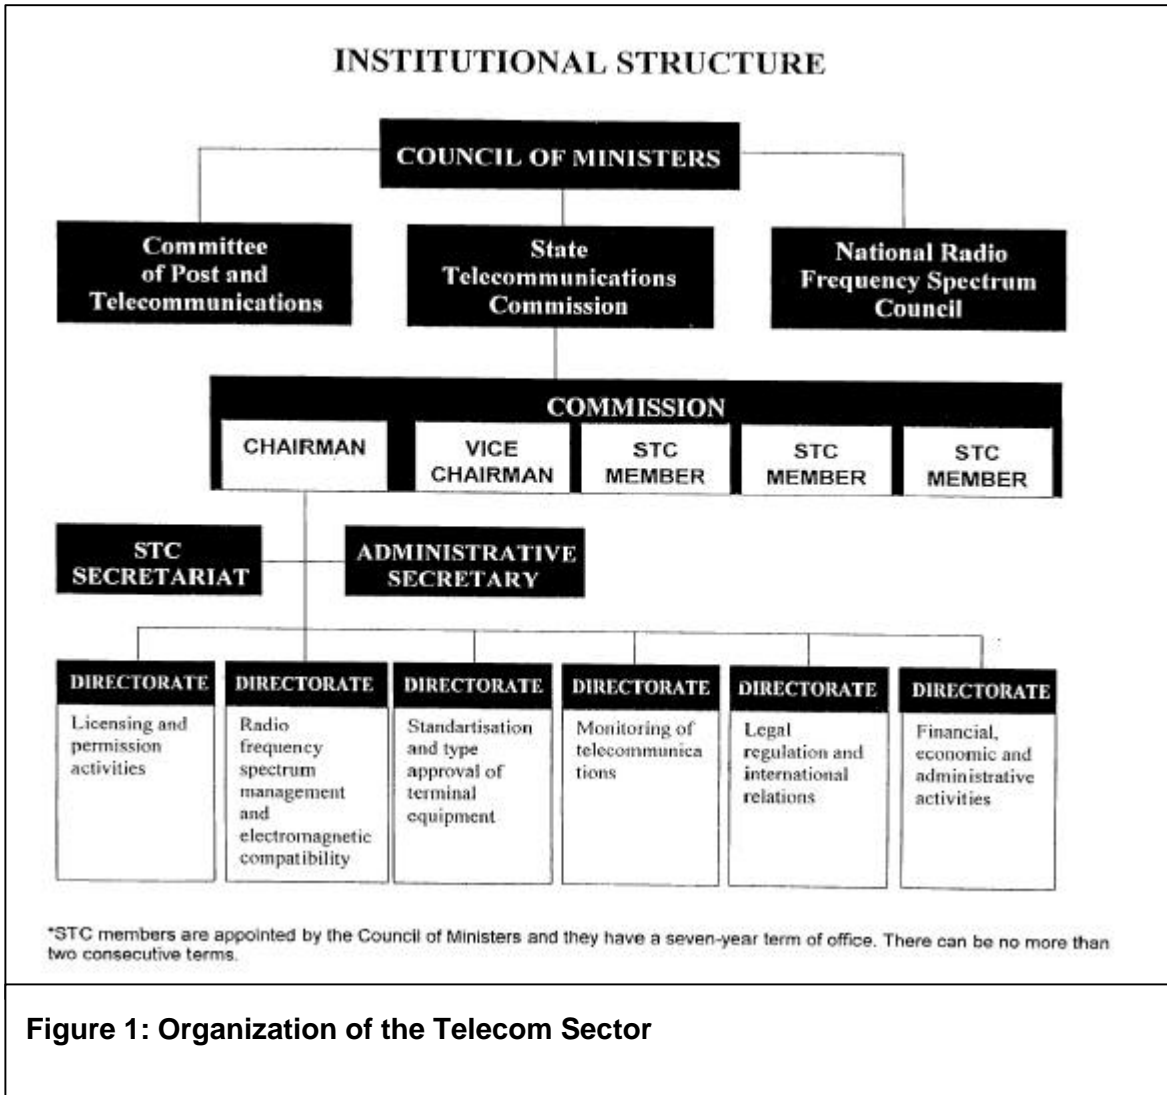 INSTITUTIONAL STRUCTURE
COUNCIL OF MINISTERS
Committee
of Post and
Telecommunications
State
Telecommunications
Commission
National Radio
Frequency Spectrum
Council
COMMISSION
CHAIRMAN
VICE
CHAIRMAN
STC
MEMBER
STC
MEMBER
STC
MEMBER
STC
SECRETARIAT
ADMINISTRATIVE
SECRETARY
DIRECTORATE
Licensing and
permission
activities
DIRECTORATE
Radio
frequency
spectrum
management
and
electromagnetic
compatibility
DIRECTORATE
Standartisation
and type
approval of
terminal
equipment
DIRECTORATE
Monitoring of
telecommunica
tions
DIRECTORATE
Legal
regulation and
international
relations
DIRECTORATE
Financial,
economic and
administrative
activities
*STC members are appointed by the Council of Ministers and they have a seven-year term of office. There can be no more than
two consecutive terms.
Figure 1: Organization of the Telecom Sector